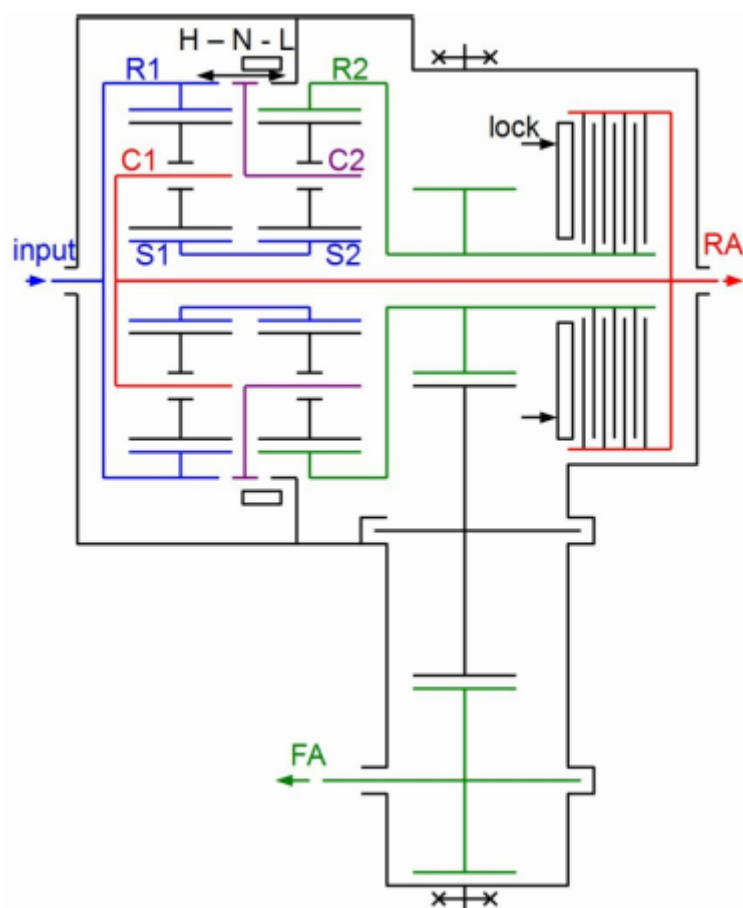 H – N - L
R1
R2
lock
C1
C2
input
S1
S2
RA
FA